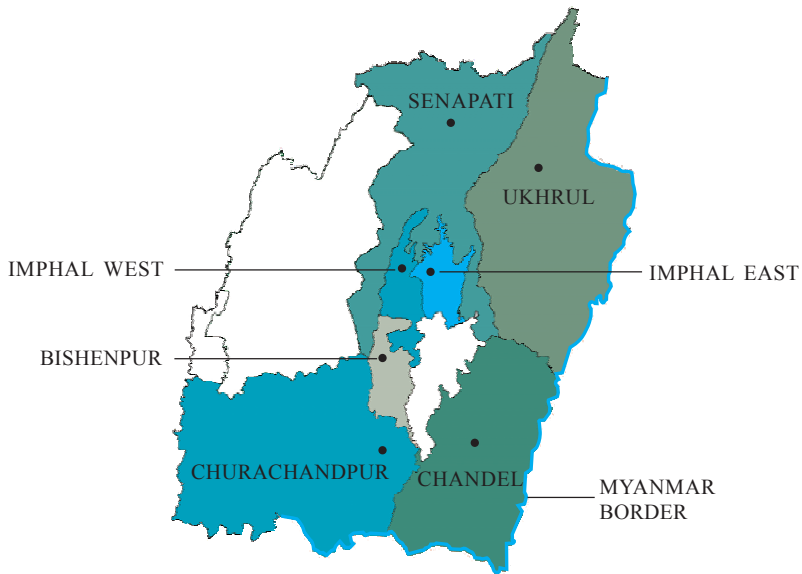 SENAPATI
UKHRUL
IMPHAL WEST
IMPHAL EAST
BISHENPUR
CHURACHANDPUR
CHANDEL
MYANMAR
BORDER